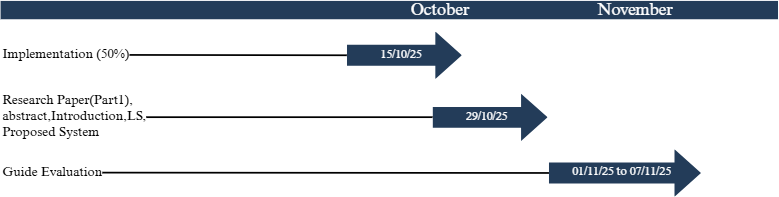 October November
Implementation (50%)
15/10/25
Research Paper(Part1),
abstract,Introduction,LS,
Proposed System
29/10/25
Guide Evaluation
01/11/25 to 07/11/25